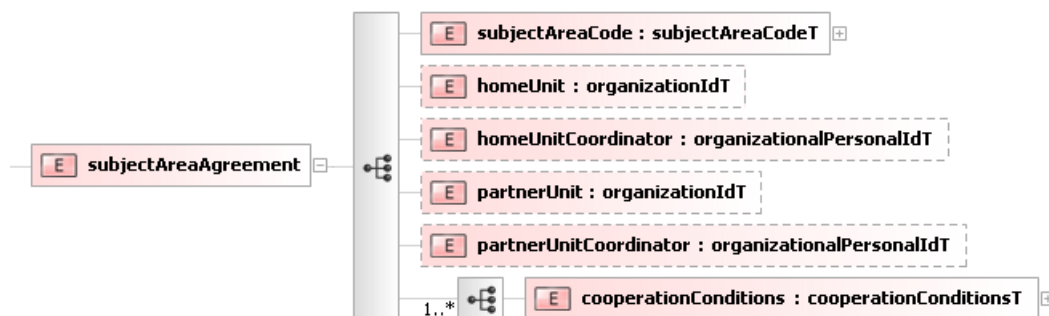 E subjectAreaCode : subjectAreaCodeT
E homeUnit : organizationIdT
E homeUnitCoordinator : organizationalPersonalIdT
E subjectAreaAgreement
E partnerUnit : organizationIdT
E partnerUnitCoordinator : organizationalPersonalIdT
1..* E cooperationConditions : cooperationConditionsT